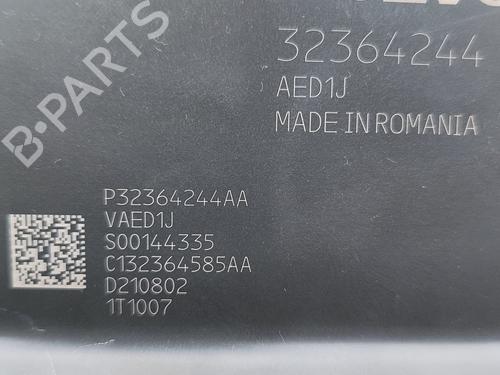 32364244
AED1J
MADE IN ROMANIA
P32364244AA
VAED1J
S00144335
C132364585AA
D210802
1T1007
B PARTS